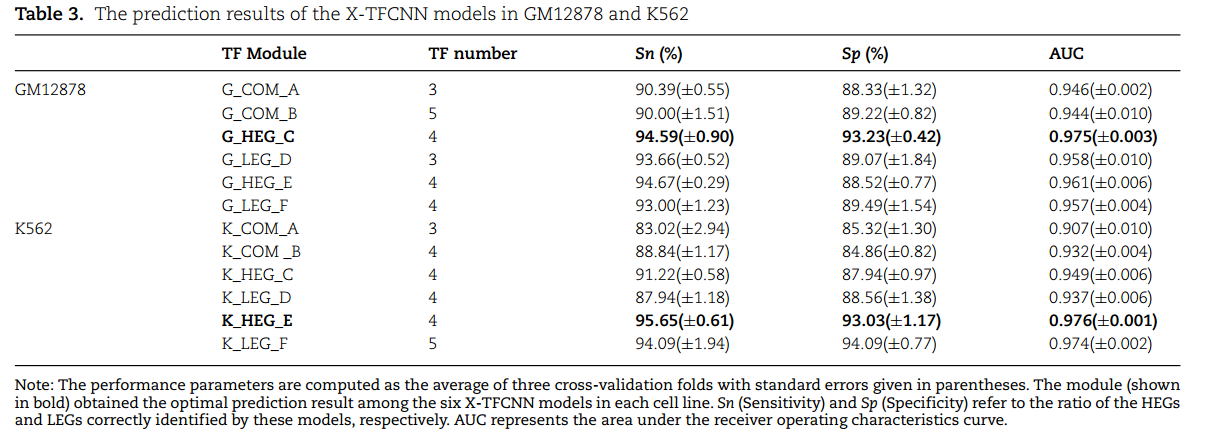 Table 3. The prediction results of the X-TFCNN models in GM12878 and K562
TF Module TF number Sn (%) Sp (%) AUC
GM12878 G_COM_A 3 90.39(±0.55) 88.33(±1.32) 0.946(±0.002)
G_COM_B 5 90.00(±1.51) 89.22(±0.82) 0.944(±0.010)
G_HEG_C 4 94.59(±0.90) 93.23(±0.42) 0.975(±0.003)
G_LEG_D 3 93.66(±0.52) 89.07(±1.84) 0.958(±0.010)
G_HEG_E 4 94.67(±0.29) 88.52(±0.77) 0.961(±0.006)
G_LEG_F 4 93.00(±1.23) 89.49(±1.54) 0.957(±0.004)
K562 K_COM_A 3 83.02(±2.94) 85.32(±1.30) 0.907(±0.010)
K_COM _B 4 88.84(±1.17) 84.86(±0.82) 0.932(±0.004)
K_HEG_C 4 91.22(±0.58) 87.94(±0.97) 0.949(±0.006)
K_LEG_D 4 87.94(±1.18) 88.56(±1.38) 0.937(±0.006)
K_HEG_E 4 95.65(±0.61) 93.03(±1.17) 0.976(±0.001)
K_LEG_F 5 94.09(±1.94) 94.09(±0.77) 0.974(±0.002)
Note: The performance parameters are computed as the average of three cross-validation folds with standard errors given in parentheses. The module (shown
in bold) obtained the optimal prediction result among the six X-TFCNN models in each cell line. Sn (Sensitivity) and Sp (Specificity) refer to the ratio of the HEGs
and LEGs correctly identified by these models, respectively. AUC represents the area under the receiver operating characteristics curve.